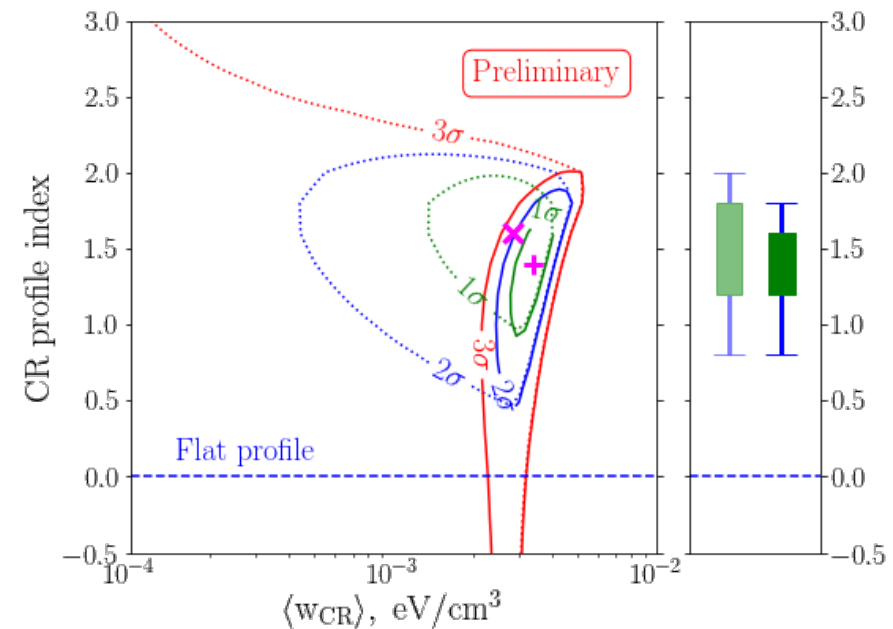 3.0
3.0
Preliminary
2.5
2.5
3σ
2.0
2.0
1σ
1.5
1.5
1σ
1.0
1.0
3σ
2σ
2σ
0.5
0.5
Flat profile
0.0
0.0
−0.5
−0.5
10⁻⁴
10⁻³
10⁻²
CR profile index
⟨w_CR⟩, eV/cm³